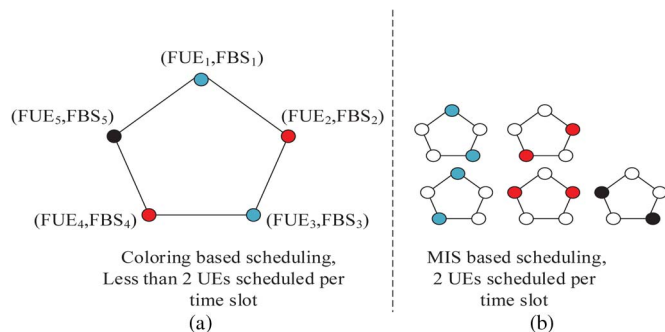 (FUE1,FBS1)
(FUE5,FBS5)
(FUE2,FBS2)
(FUE4,FBS4)
(FUE3,FBS3)
Coloring based scheduling,
Less than 2 UEs scheduled per
time slot
(a)
MIS based scheduling,
2 UEs scheduled per
time slot
(b)